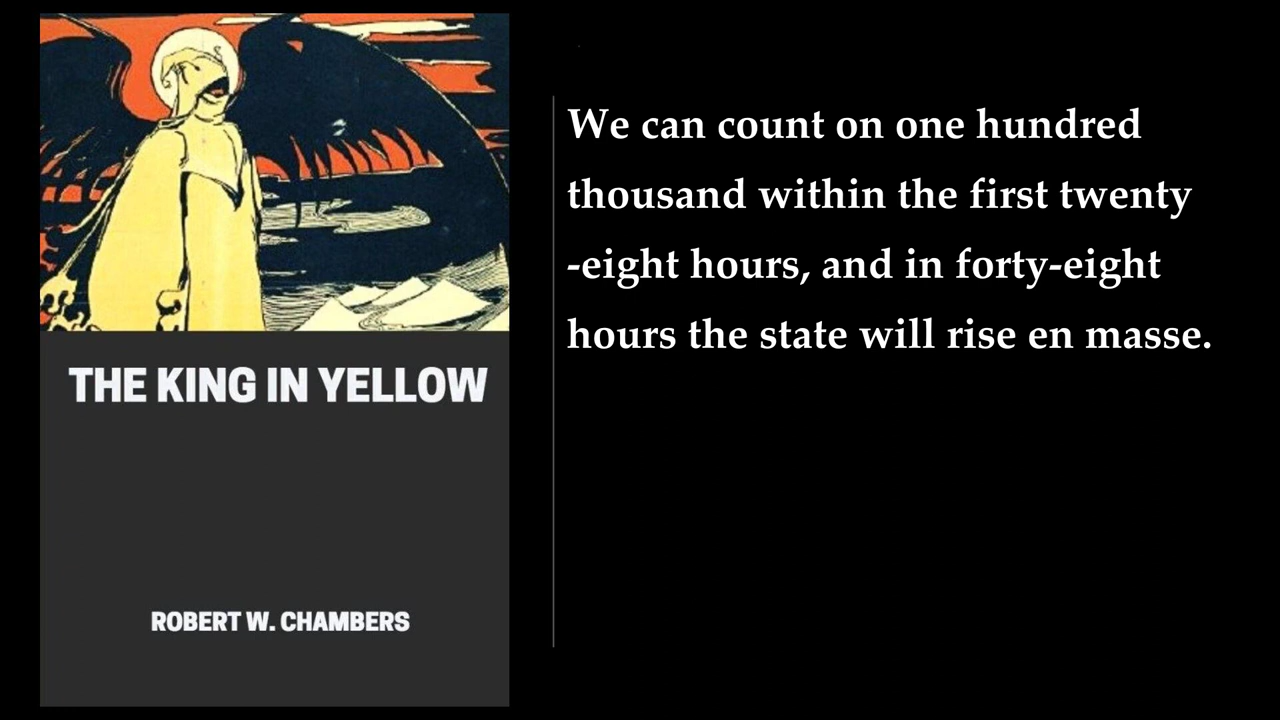 THE KING IN YELLOW
ROBERT W. CHAMBERS
We can count on one hundred
thousand within the first twenty
-eight hours, and in forty-eight
hours the state will rise en masse.